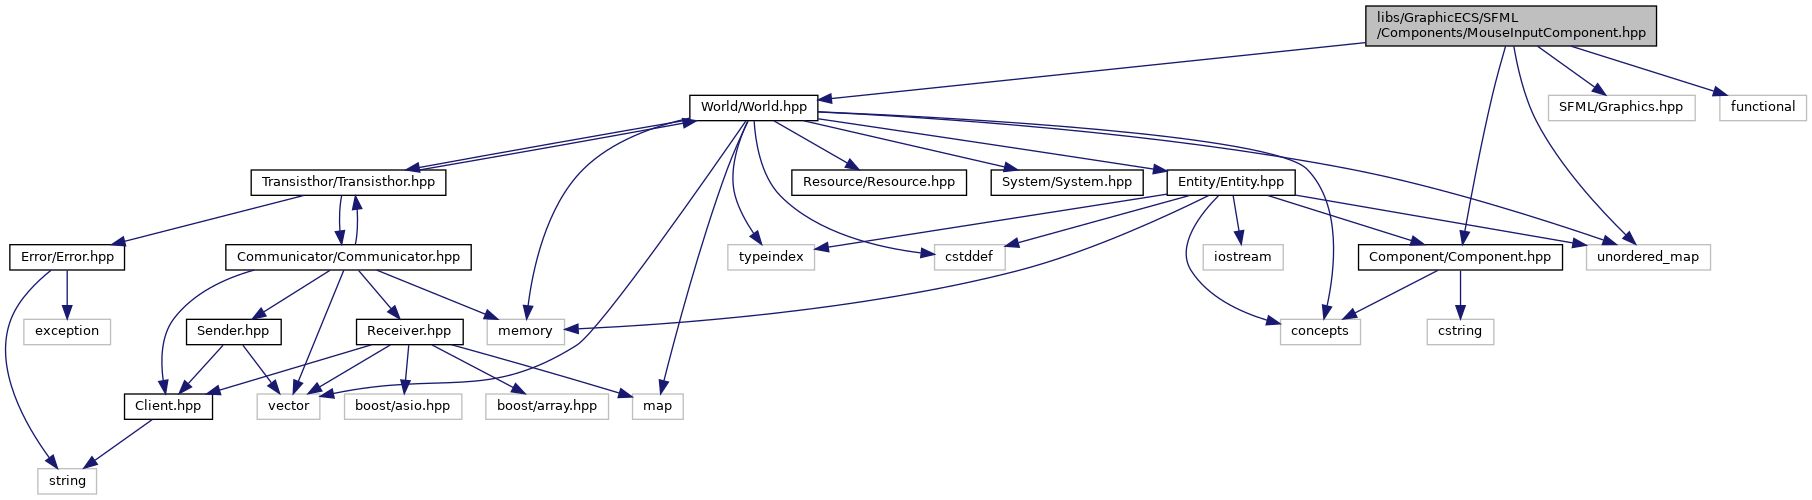 libs/GraphicECS/SFML
/Components/MouseInputComponent.hpp
World/World.hpp
SFML/Graphics.hpp
functional
Transisthor/Transisthor.hpp
Resource/Resource.hpp
System/System.hpp
Entity/Entity.hpp
Error/Error.hpp
Communicator/Communicator.hpp
typeindex
cstddef
iostream
Component/Component.hpp
unordered_map
exception
Sender.hpp
Receiver.hpp
memory
concepts
cstring
Client.hpp
vector
boost/asio.hpp
boost/array.hpp
map
string